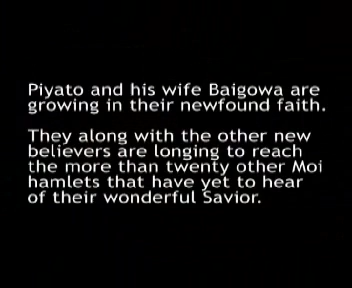 Piyato and his wife Baigowa are
growing in their newfound faith.
They along with the other new
believers are longing to reach
the more than twenty other Moi
hamlets that have yet to hear
of their wonderful Savior.